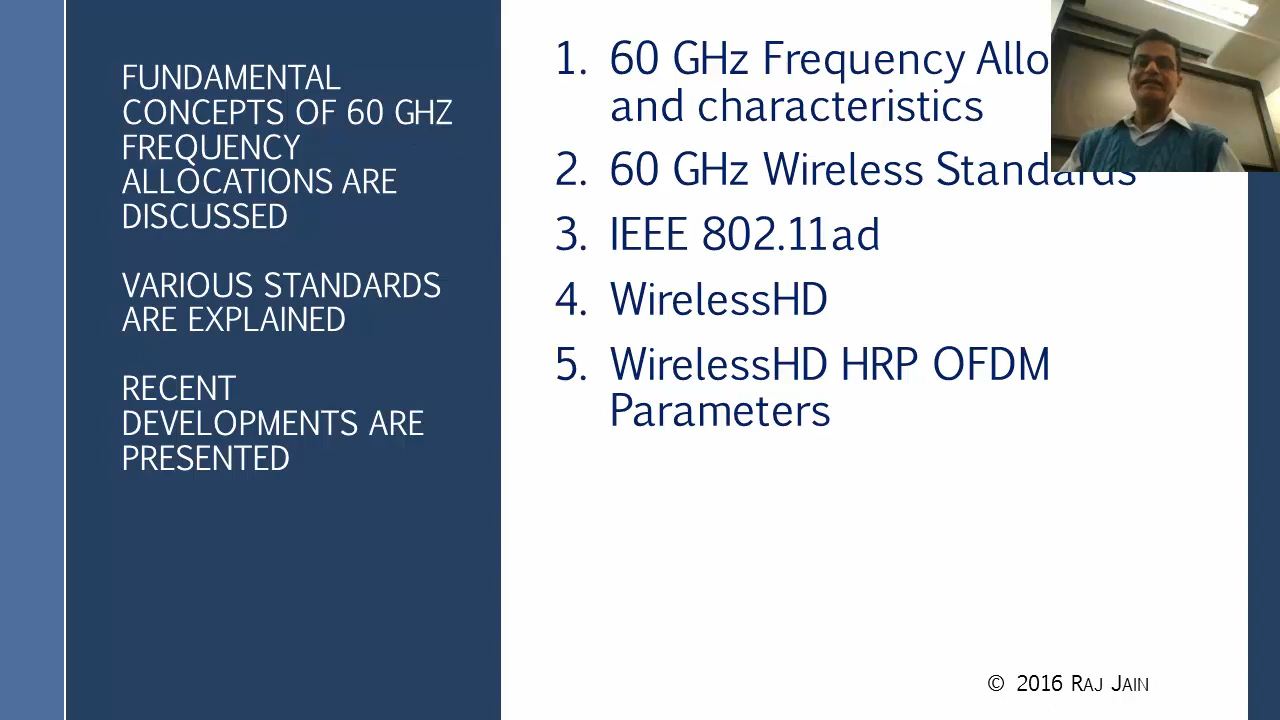 FUNDAMENTAL
CONCEPTS OF 60 GHZ
FREQUENCY
ALLOCATIONS ARE
DISCUSSED
VARIOUS STANDARDS
ARE EXPLAINED
RECENT
DEVELOPMENTS ARE
PRESENTED
1. 60 GHz Frequency Allo
and characteristics
2. 60 GHz Wireless Standards
3. IEEE 802.11ad
4. WirelessHD
5. WirelessHD HRP OFDM
Parameters
© 2016 RAJ JAIN